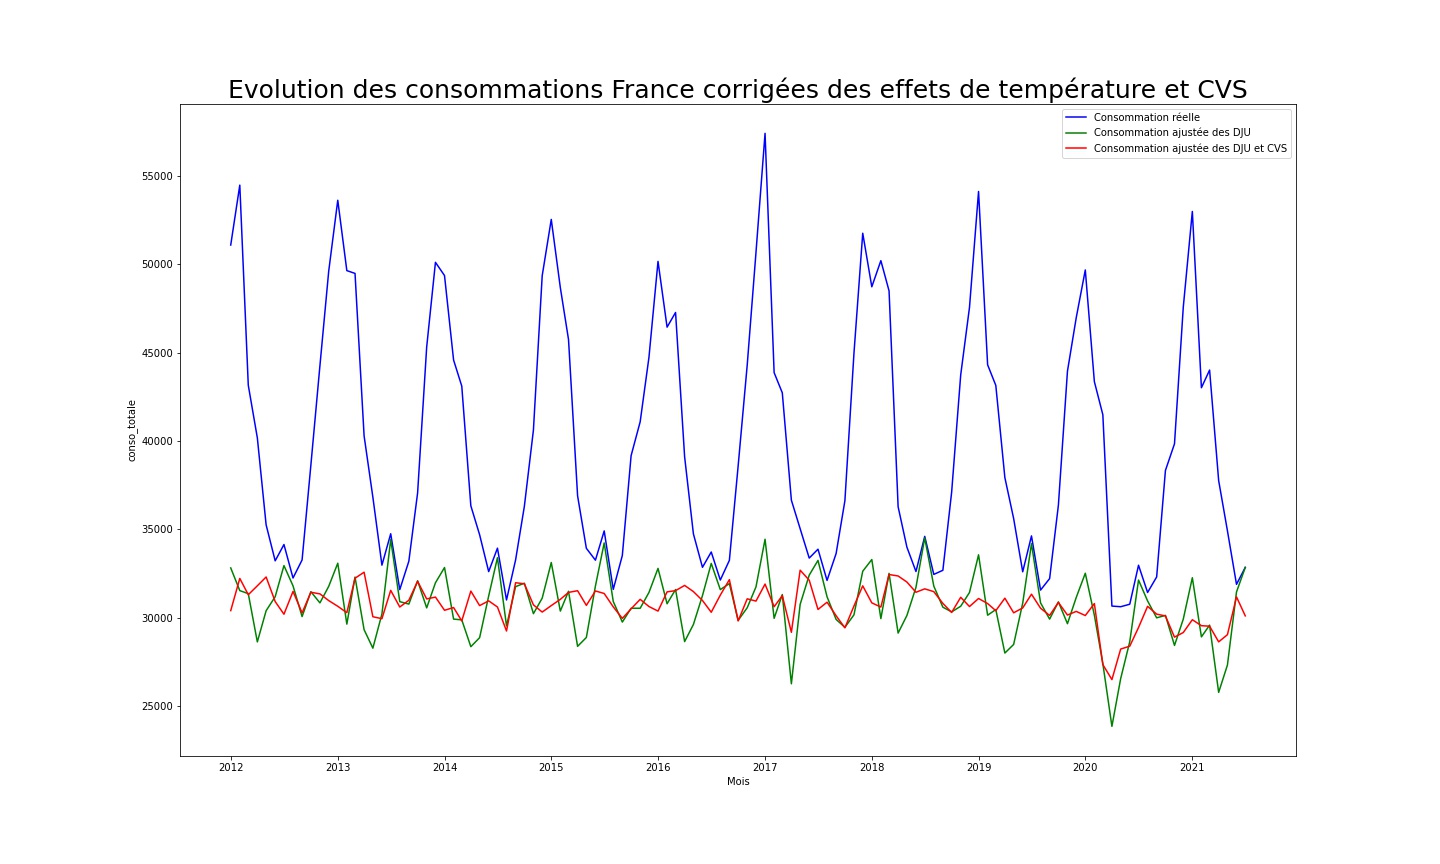 Evolution des consommations France corrigées des effets de température et CVS
Consommation réelle
Consommation ajustée des DJU
Consommation ajustée des DJU et CVS
conso_totale
55000
50000
45000
40000
35000
30000
25000
2012 2013 2014 2015 2016 2017 2018 2019 2020 2021
Mois